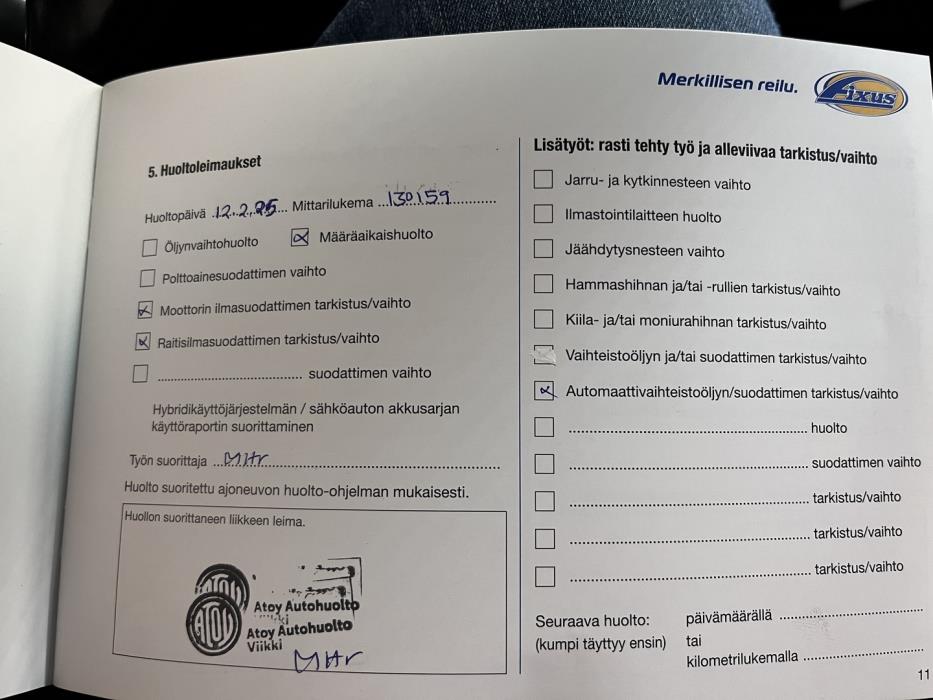 Merkillisen reilu.
Fixus
5. Huoltoleimaukset
Huoltopäivä 12.2.25 Mittarilukema 130159
Öljynvaihtohuolto Määräaikaishuolto
Polttoainesuodattimen vaihto
Moottorin ilmasuodattimen tarkistus/vaihto
Raitisilmasuodattimen tarkistus/vaihto
suodattimen vaihto
Hybridikäyttöjärjestelmän / sähköauton akkusarjan
käyttöraportin suorittaminen
Työn suorittaja MHr
Huolto suoritettu ajoneuvon huolto-ohjelman mukaisesti.
Huollon suorittaneen liikkeen leima.
ATOY
Atoy Autohuolto
ATOY
Atoy Autohuolto
Viikki
MHr
Lisätyöt: rasti tehty työ ja alleviivaa tarkistus/vaihto
Jarru- ja kytkinnesteen vaihto
Ilmastointilaitteen huolto
Jäähdytysnesteen vaihto
Hammashihnan ja/tai -rullien tarkistus/vaihto
Kiila- ja/tai moniurahihnan tarkistus/vaihto
Vaihteistoöljyn ja/tai suodattimen tarkistus/vaihto
Automaattivaihteistoöljyn/suodattimen tarkistus/vaihto
huolto
suodattimen vaihto
tarkistus/vaihto
tarkistus/vaihto
tarkistus/vaihto
Seuraava huolto: päivämäärällä
(kumpi täyttyy ensin) tai
kilometrilukemalla
11